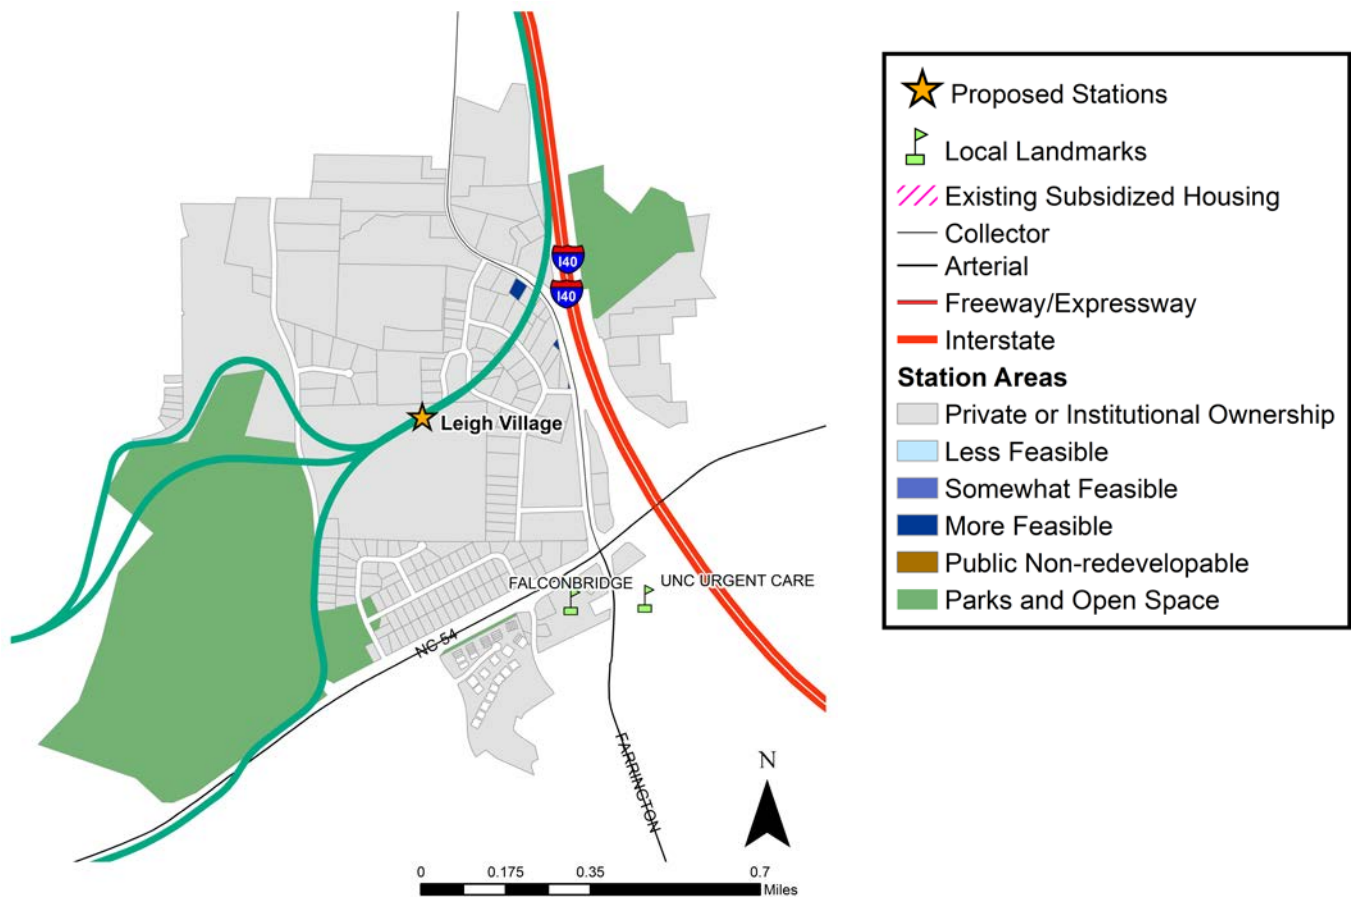 Proposed Stations
Local Landmarks
Existing Subsidized Housing
Collector
Arterial
Freeway/Expressway
Interstate
Station Areas
Private or Institutional Ownership
Less Feasible
Somewhat Feasible
More Feasible
Public Non-redevelopable
Parks and Open Space
I40
I40
Leigh Village
FALCONBRIDGE
UNC URGENT CARE
NC 54
FARRINGTON
N
0 0.175 0.35 0.7
Miles